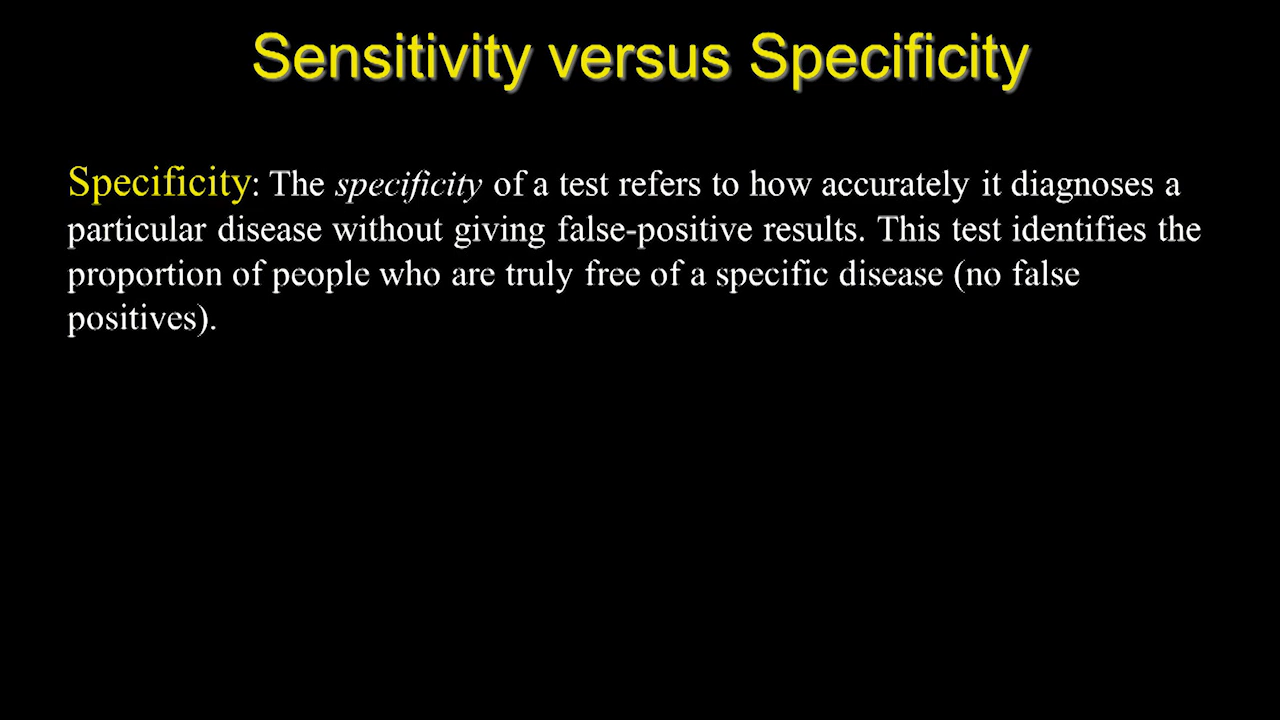 Sensitivity versus Specificity
Specificity: The specificity of a test refers to how accurately it diagnoses a
particular disease without giving false-positive results. This test identifies the
proportion of people who are truly free of a specific disease (no false
positives).